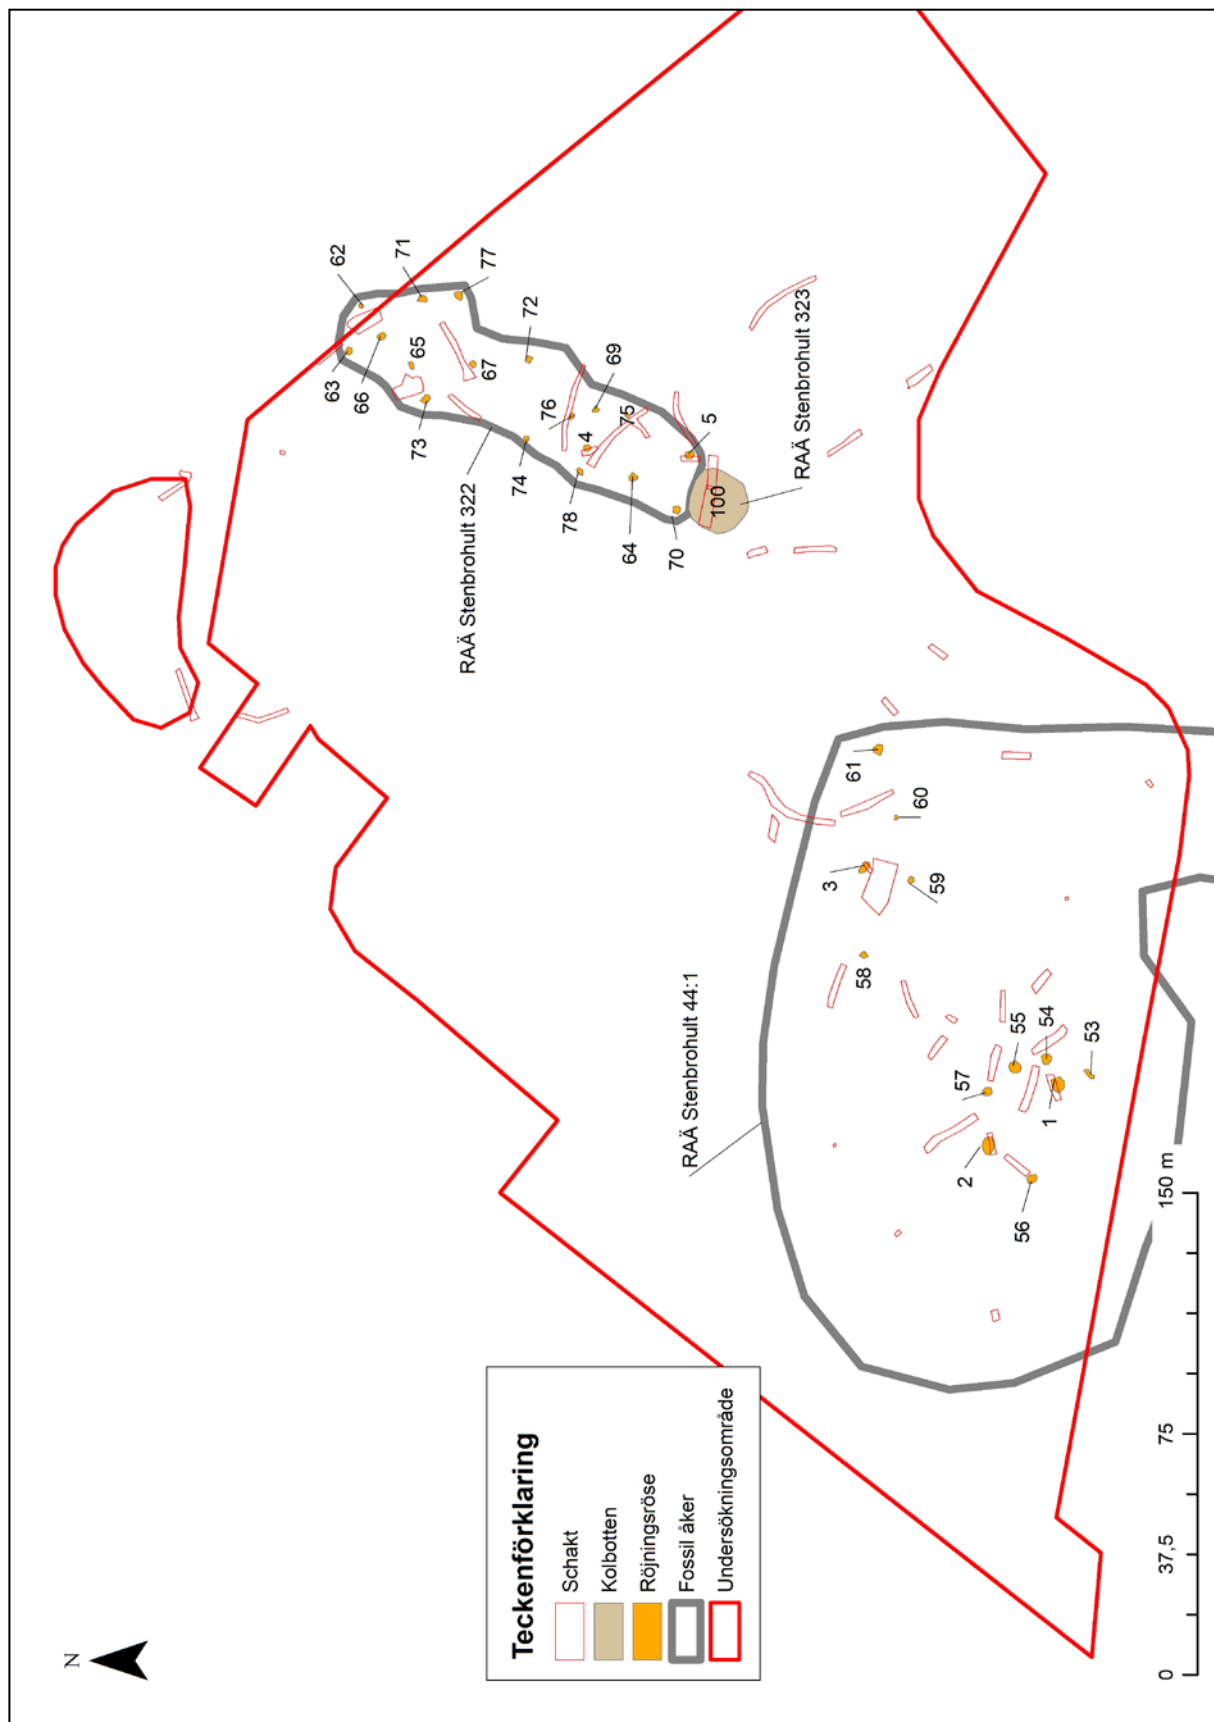 N
Teckenförklaring
Schakt
Kolbotten
Röjningsröse
Fossil åker
Undersökningsområde
0 37,5 75 150 m
RAÄ Stenbrohult 44:1
RAÄ Stenbrohult 322
RAÄ Stenbrohult 323
62
63
71
66
65
77
73
67
72
76
69
74
4
75
78
5
64
70
100
61
60
3
59
58
57
55
54
53
2
1
56